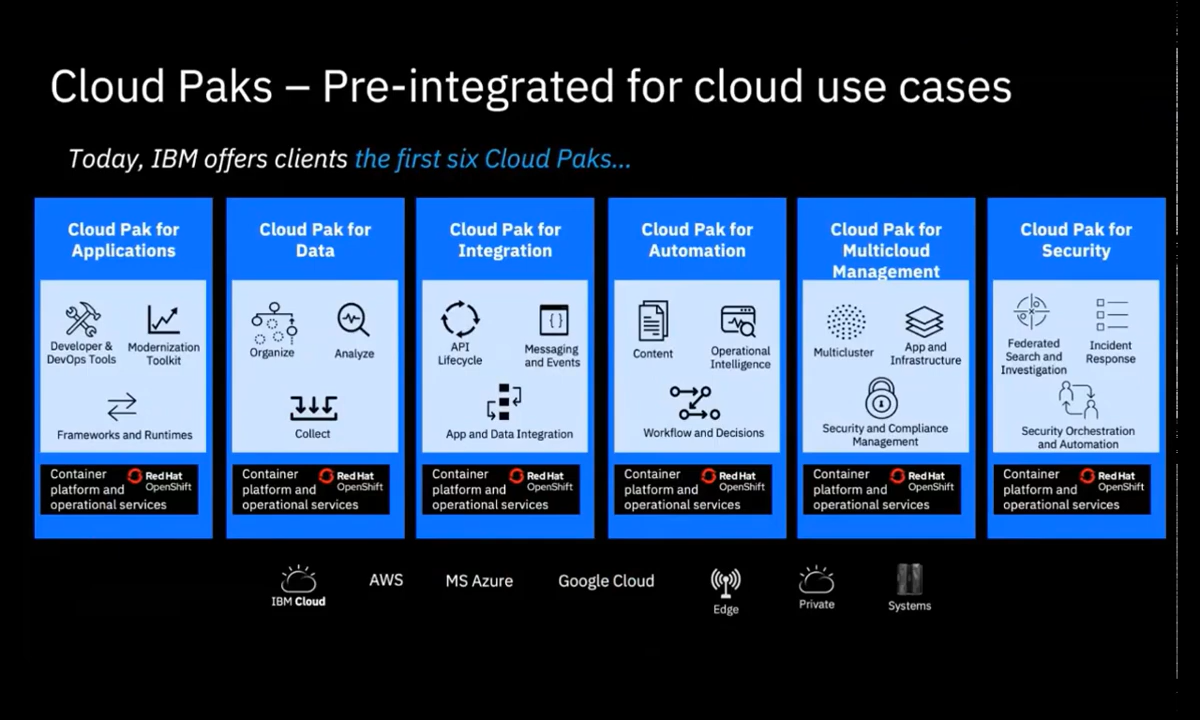 Cloud Paks – Pre-integrated for cloud use cases
Today, IBM offers clients the first six Cloud Paks...
Cloud Pak for
Applications
Developer &
DevOps Tools
Modernization
Toolkit
Frameworks and Runtimes
Container
platform and
operational services
Red Hat
OpenShift
Cloud Pak for
Data
Organize
Analyze
Collect
Container
platform and
operational services
Red Hat
OpenShift
Cloud Pak for
Integration
API
Lifecycle
{ }
Messaging
and Events
App and Data Integration
Container
platform and
operational services
Red Hat
OpenShift
Cloud Pak for
Automation
Content
Operational
Intelligence
Workflow and Decisions
Container
platform and
operational services
Red Hat
OpenShift
Cloud Pak for
Multicloud
Management
Multicluster
App and
Infrastructure
Security and Compliance
Management
Container
platform and
operational services
Red Hat
OpenShift
Cloud Pak for
Security
Federated
Search and
Investigation
Incident
Response
Security Orchestration
and Automation
Container
platform and
operational services
Red Hat
OpenShift
IBM Cloud
AWS
MS Azure
Google Cloud
Edge
Private
Systems